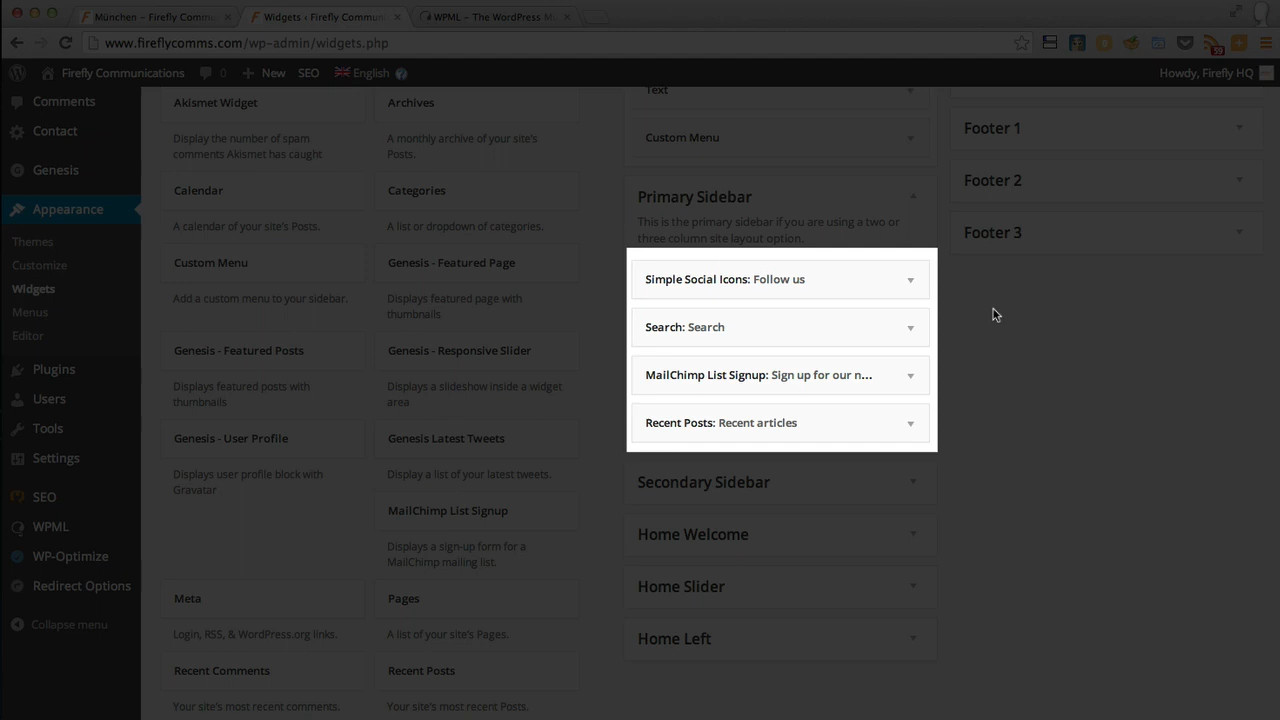 München – Firefly Commu
Widgets ‹ Firefly Commun
WPML – The WordPress M
www.fireflycomms.com/wp-admin/widgets.php
59
Firefly Communications
0
New
SEO
English
Howdy, Firefly HQ
Comments
Contact
Genesis
Appearance
Themes
Customize
Widgets
Menus
Editor
Plugins
Users
Tools
Settings
SEO
WPML
WP-Optimize
Redirect Options
Collapse menu
Akismet Widget
Display the number of spam
comments Akismet has caught
Archives
A monthly archive of your site's
Posts.
Calendar
A calendar of your site's Posts.
Categories
A list or dropdown of categories.
Custom Menu
Add a custom menu to your sidebar.
Genesis - Featured Page
Displays featured page with
thumbnails
Genesis - Featured Posts
Displays featured posts with
thumbnails
Genesis - Responsive Slider
Displays a slideshow inside a widget
area
Genesis - User Profile
Displays user profile block with
Gravatar
Genesis Latest Tweets
Display a list of your latest tweets.
MailChimp List Signup
Displays a sign-up form for a
MailChimp mailing list.
Meta
Login, RSS, & WordPress.org links.
Pages
A list of your site's Pages.
Recent Comments
Your site's most recent comments.
Recent Posts
Your site's most recent Posts.
Text
Custom Menu
Primary Sidebar
This is the primary sidebar if you are using a two or
three column site layout option.
Simple Social Icons: Follow us
Search: Search
MailChimp List Signup: Sign up for our n...
Recent Posts: Recent articles
Secondary Sidebar
Home Welcome
Home Slider
Home Left
Footer 1
Footer 2
Footer 3